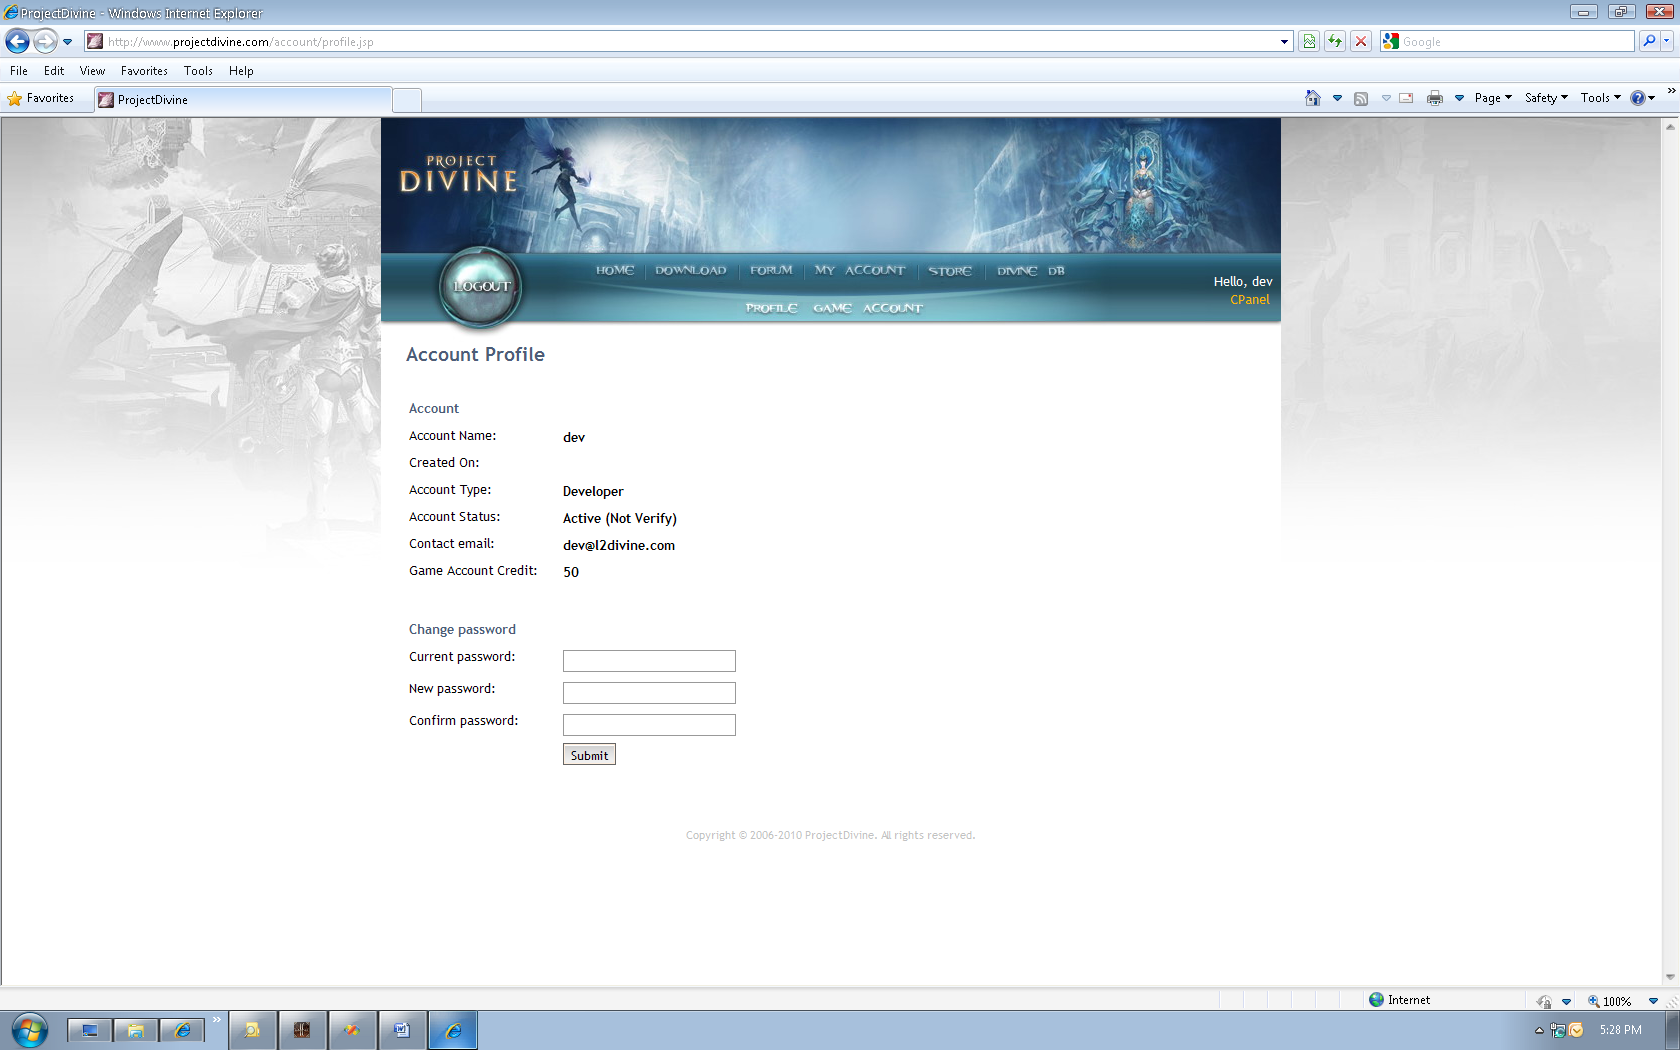 ProjectDivine - Windows Internet Explorer
http://www.projectdivine.com/account/profile.jsp
Google
File Edit View Favorites Tools Help
Favorites
ProjectDivine
Page Safety Tools
PROJECT
DIVINE
LOGOUT
HOME DOWNLOAD FORUM MY ACCOUNT STORE DIVINE DB
PROFILE GAME ACCOUNT
Hello, dev
CPanel
Account Profile
Account
Account Name: dev
Created On:
Account Type: Developer
Account Status: Active (Not Verify)
Contact email: dev@l2divine.com
Game Account Credit: 50
Change password
Current password:
New password:
Confirm password:
Submit
Copyright © 2006-2010 ProjectDivine. All rights reserved.
Internet
100%
5:28 PM